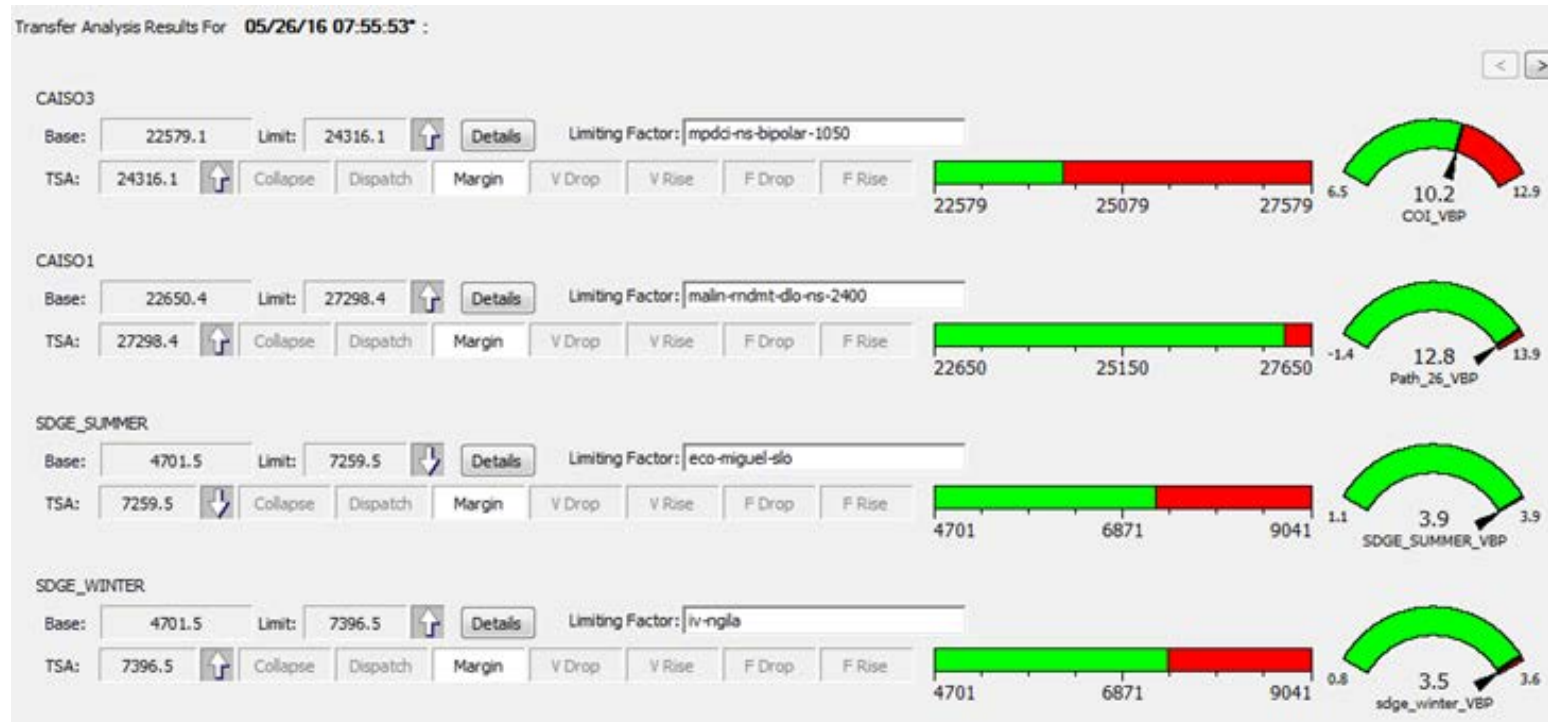 Transfer Analysis Results For 05/26/16 07:55:53* :
< >
CAISO3
Base: 22579.1 Limit: 24316.1 Details Limiting Factor: mpdci-ns-bipolar-1050
TSA: 24316.1 Collapse Dispatch Margin V Drop V Rise F Drop F Rise
22579 25079 27579
6.5 10.2 12.9
COI_VBP
CAISO1
Base: 22650.4 Limit: 27298.4 Details Limiting Factor: malin-rndmt-dlo-ns-2400
TSA: 27298.4 Collapse Dispatch Margin V Drop V Rise F Drop F Rise
22650 25150 27650
-1.4 12.8 13.9
Path_26_VBP
SDGE_SUMMER
Base: 4701.5 Limit: 7259.5 Details Limiting Factor: eco-miguel-slo
TSA: 7259.5 Collapse Dispatch Margin V Drop V Rise F Drop F Rise
4701 6871 9041
1.1 3.9 3.9
SDGE_SUMMER_VBP
SDGE_WINTER
Base: 4701.5 Limit: 7396.5 Details Limiting Factor: iv-ngila
TSA: 7396.5 Collapse Dispatch Margin V Drop V Rise F Drop F Rise
4701 6871 9041
0.8 3.5 3.6
sdge_winter_VBP